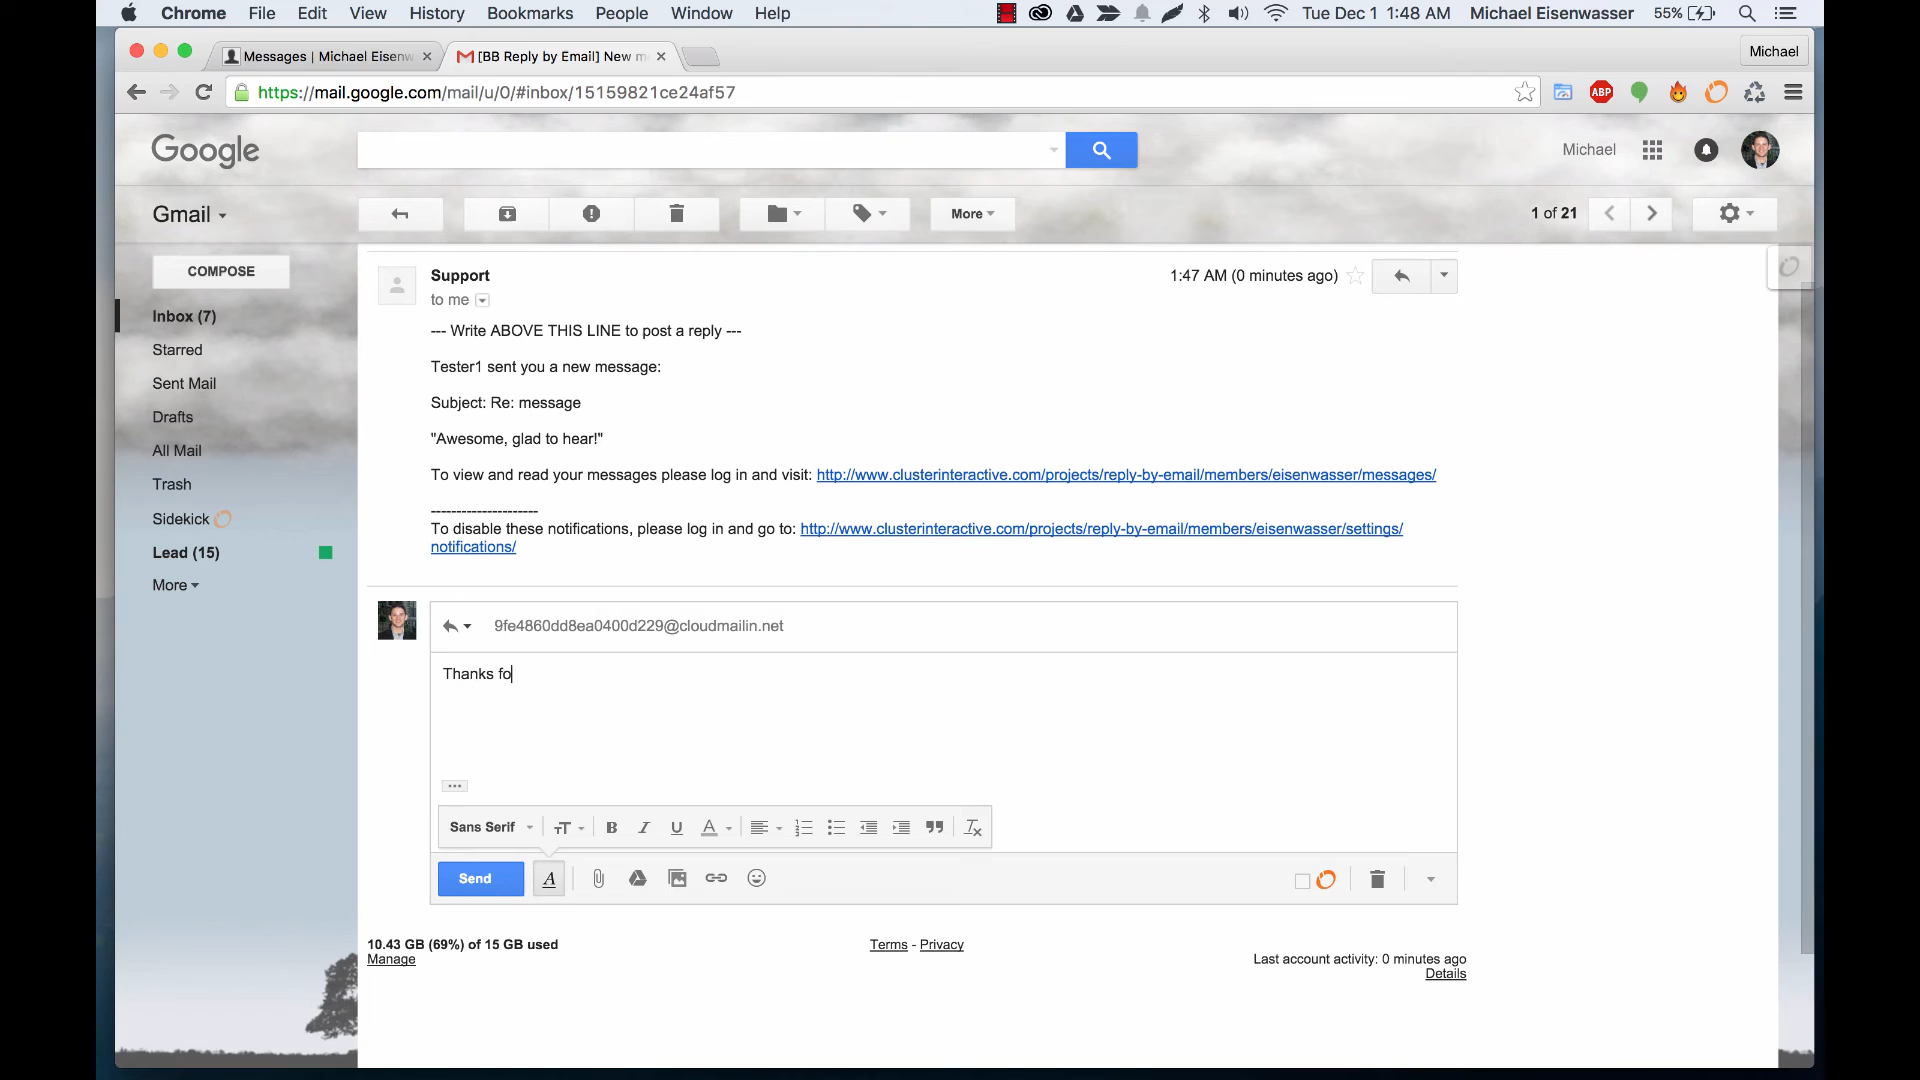 Chrome File Edit View History Bookmarks People Window Help Tue Dec 1 1:48 AM Michael Eisenwasser 55%
Messages | Michael Eisenw [BB Reply by Email] New m Michael
https://mail.google.com/mail/u/0/#inbox/15159821ce24af57 ABP
Google Michael
Gmail More 1 of 21
COMPOSE
Inbox (7)
Starred
Sent Mail
Drafts
All Mail
Trash
Sidekick
Lead (15)
More
Support 1:47 AM (0 minutes ago)
to me
--- Write ABOVE THIS LINE to post a reply ---
Tester1 sent you a new message:
Subject: Re: message
"Awesome, glad to hear!"
To view and read your messages please log in and visit: http://www.clusterinteractive.com/projects/reply-by-email/members/eisenwasser/messages/
---------------------
To disable these notifications, please log in and go to: http://www.clusterinteractive.com/projects/reply-by-email/members/eisenwasser/settings/
notifications/
9fe4860dd8ea0400d229@cloudmailin.net
Thanks fo
Sans Serif
Send
10.43 GB (69%) of 15 GB used
Manage
Terms - Privacy
Last account activity: 0 minutes ago
Details